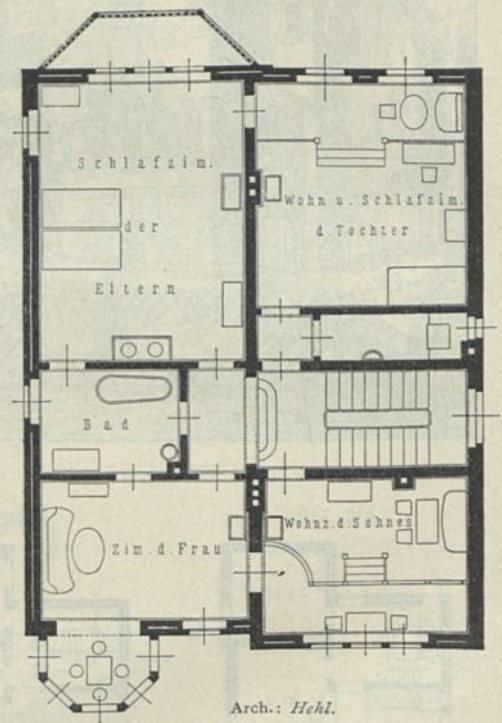 Schlafzim.
der
Eltern
Wohn u. Schlafzim.
d. Tochter
Bad
Zim. d. Frau
Wohnz. d. Sohnes
Arch.: Hehl.